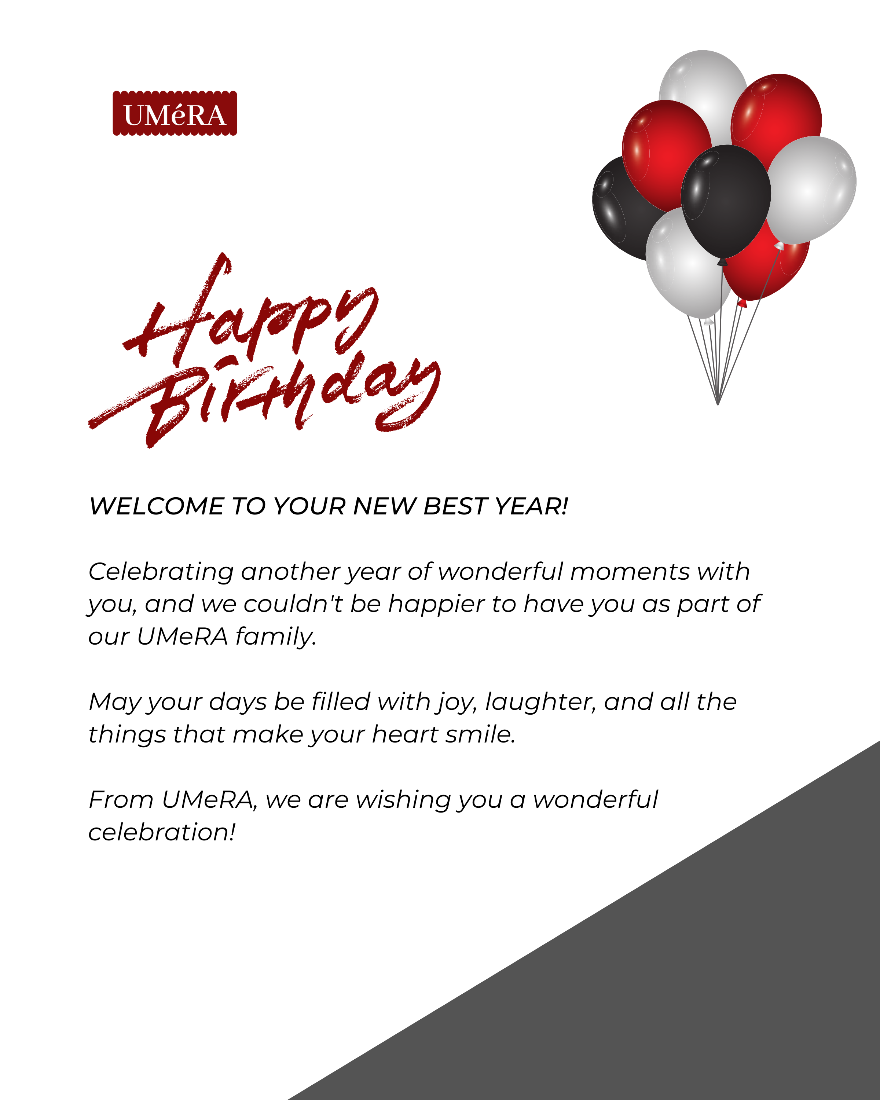 UMéRA
Happy
Birthday
WELCOME TO YOUR NEW BEST YEAR!
Celebrating another year of wonderful moments with
you, and we couldn't be happier to have you as part of
our UMeRA family.
May your days be filled with joy, laughter, and all the
things that make your heart smile.
From UMeRA, we are wishing you a wonderful
celebration!